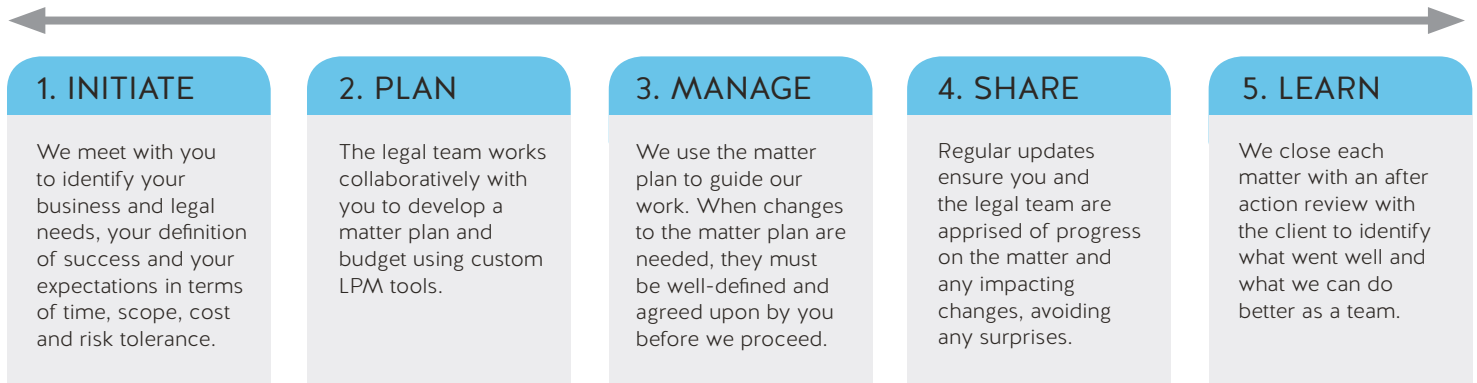 1. INITIATE
We meet with you
to identify your
business and legal
needs, your definition
of success and your
expectations in terms
of time, scope, cost
and risk tolerance.
2. PLAN
The legal team works
collaboratively with
you to develop a
matter plan and
budget using custom
LPM tools.
3. MANAGE
We use the matter
plan to guide our
work. When changes
to the matter plan are
needed, they must
be well-defined and
agreed upon by you
before we proceed.
4. SHARE
Regular updates
ensure you and
the legal team are
apprised of progress
on the matter and
any impacting
changes, avoiding
any surprises.
5. LEARN
We close each
matter with an after
action review with
the client to identify
what went well and
what we can do
better as a team.